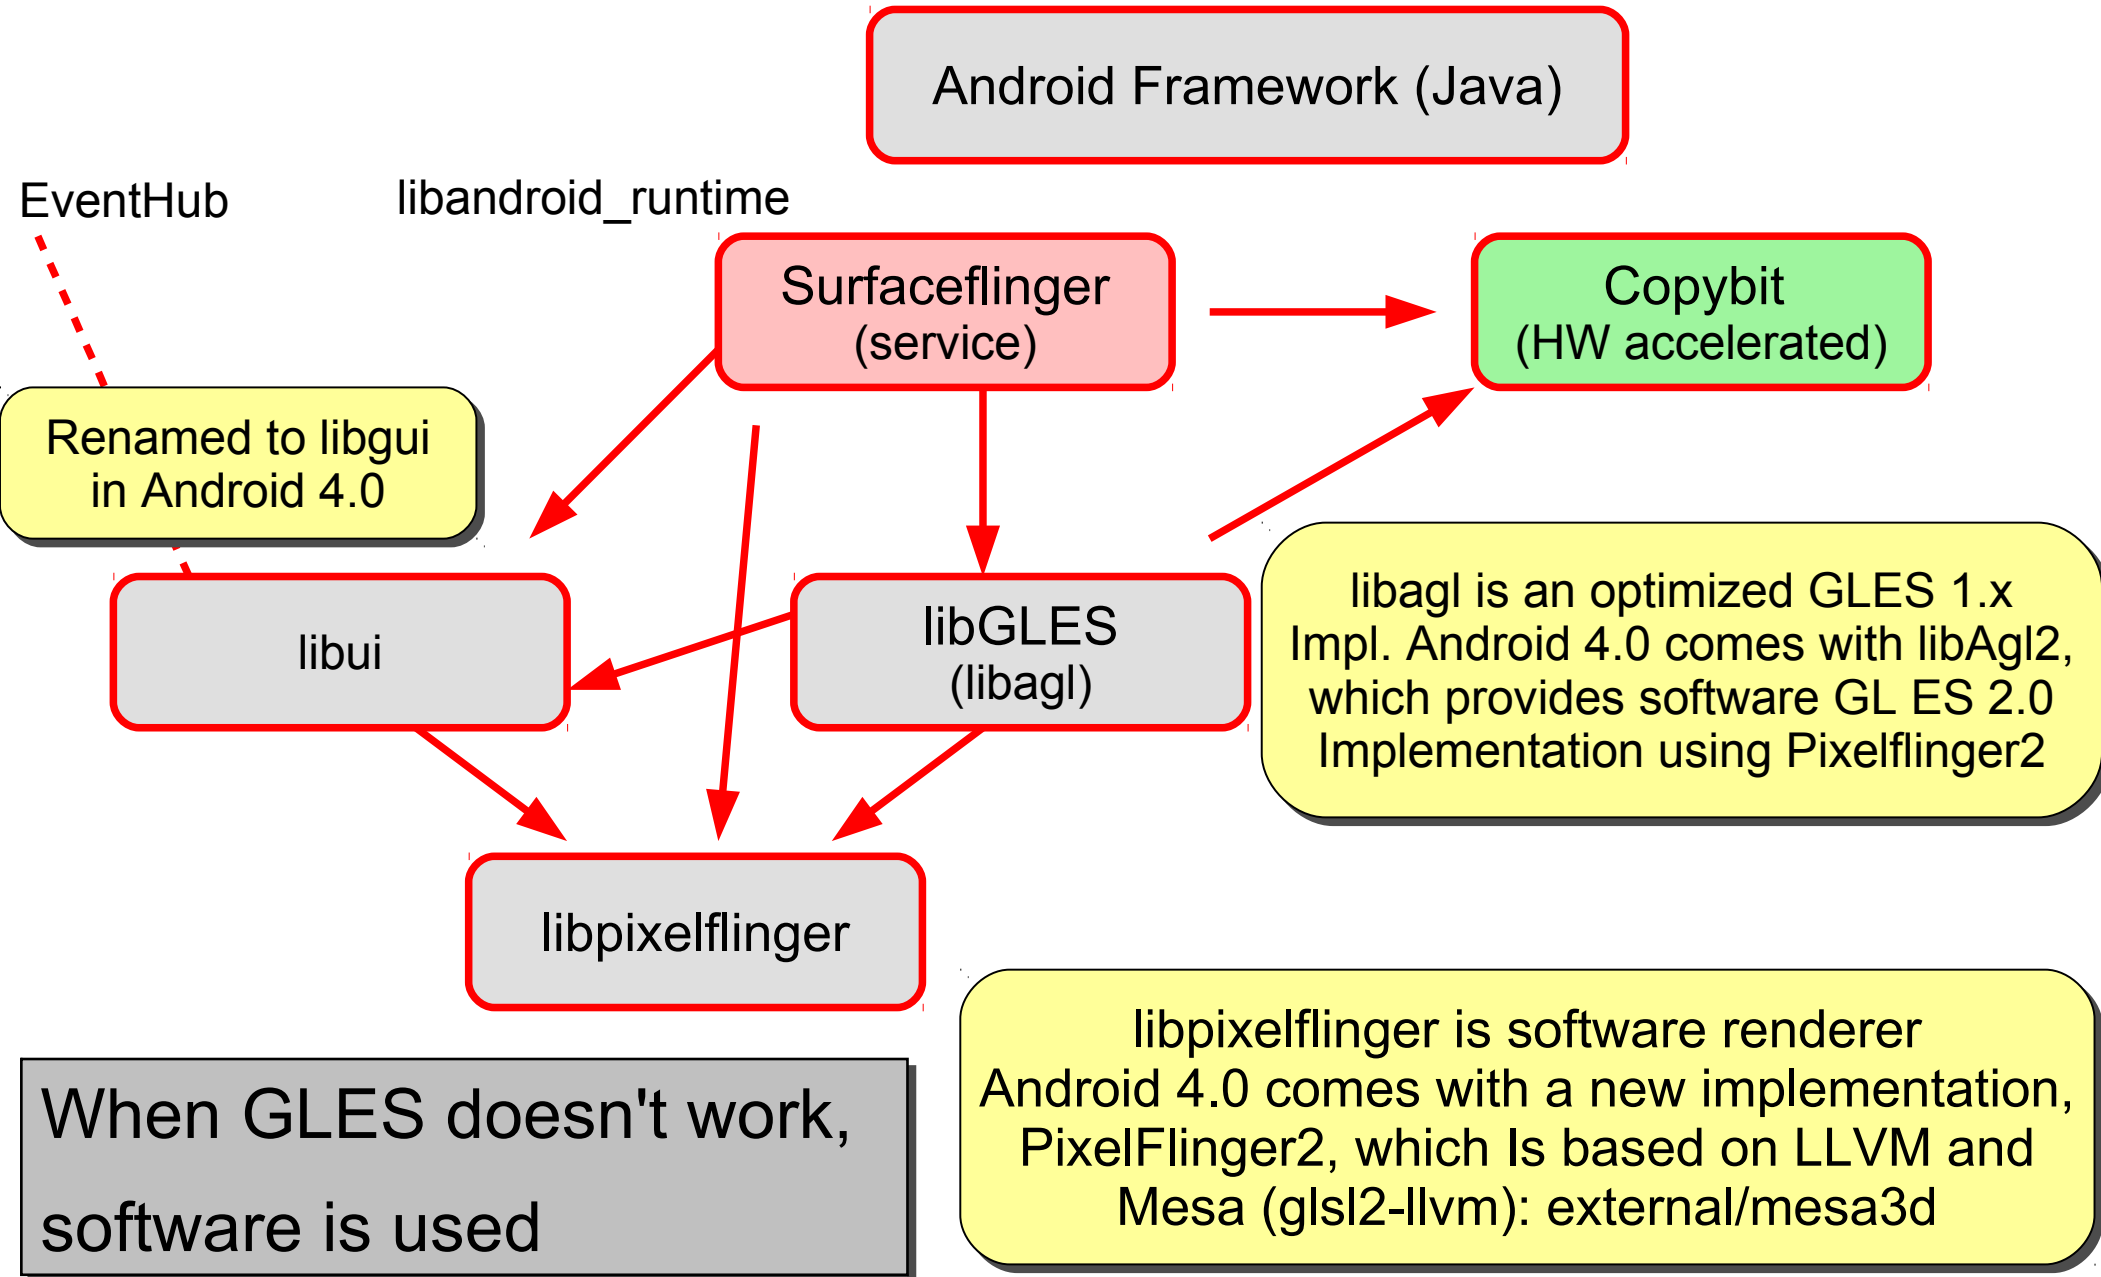 Android Framework (Java)
EventHub
libandroid_runtime
Surfaceflinger
(service)
Copybit
(HW accelerated)
Renamed to libgui
in Android 4.0
libui
libGLES
(libagl)
libagl is an optimized GLES 1.x
Impl. Android 4.0 comes with libAgl2,
which provides software GL ES 2.0
Implementation using Pixelflinger2
libpixelflinger
When GLES doesn't work,
software is used
libpixelflinger is software renderer
Android 4.0 comes with a new implementation,
PixelFlinger2, which Is based on LLVM and
Mesa (glsl2-llvm): external/mesa3d